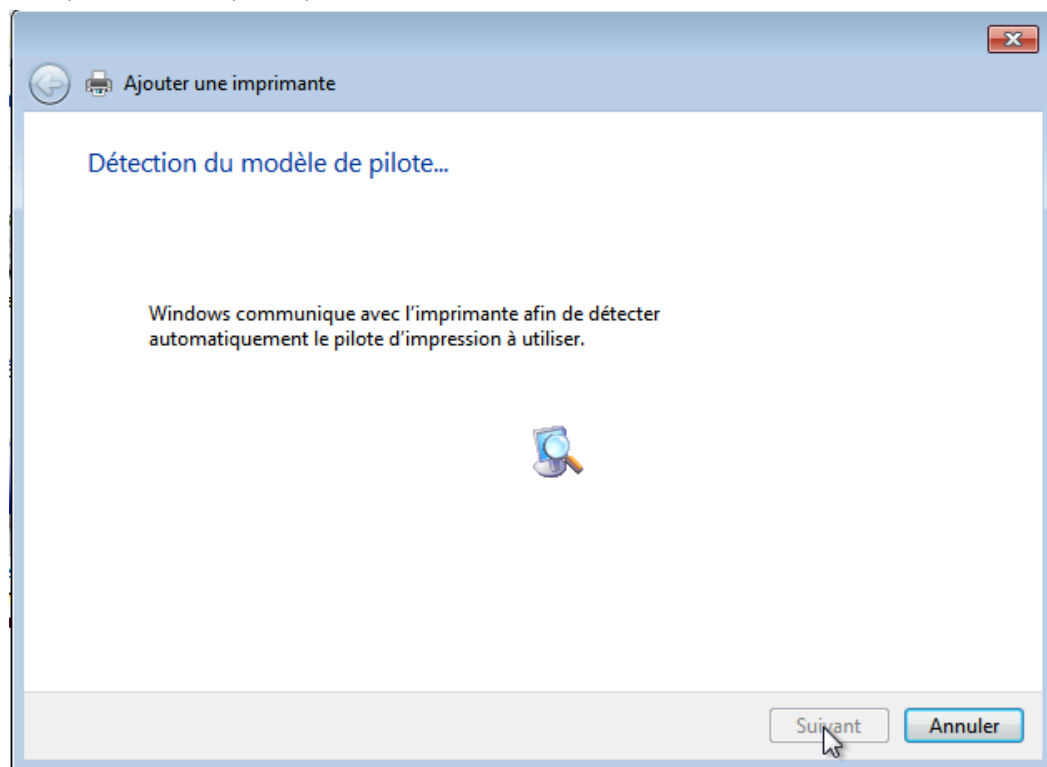 Ajouter une imprimante
Détection du modèle de pilote...
Windows communique avec l'imprimante afin de détecter
automatiquement le pilote d'impression à utiliser.
Suivant
Annuler